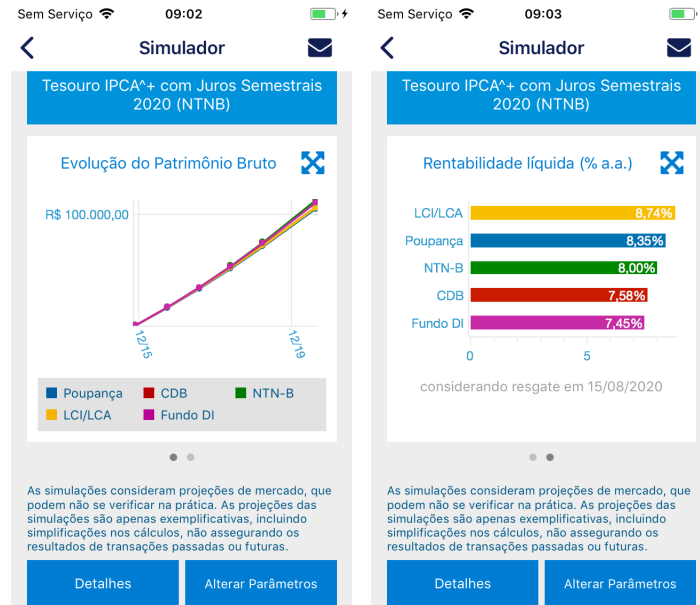 Sem Serviço 09:02
Simulador
Tesouro IPCA^+ com Juros Semestrais
2020 (NTNB)
Evolução do Patrimônio Bruto
R$ 100.000,00
12/15
12/19
Poupança CDB NTN-B
LCI/LCA Fundo DI
As simulações consideram projeções de mercado, que
podem não se verificar na prática. As projeções das
simulações são apenas exemplificativas, incluindo
simplificações nos cálculos, não assegurando os
resultados de transações passadas ou futuras.
Detalhes Alterar Parâmetros
Sem Serviço 09:03
Simulador
Tesouro IPCA^+ com Juros Semestrais
2020 (NTNB)
Rentabilidade líquida (% a.a.)
LCI/LCA 8,74%
Poupança 8,35%
NTN-B 8,00%
CDB 7,58%
Fundo DI 7,45%
0 5
considerando resgate em 15/08/2020
As simulações consideram projeções de mercado, que
podem não se verificar na prática. As projeções das
simulações são apenas exemplificativas, incluindo
simplificações nos cálculos, não assegurando os
resultados de transações passadas ou futuras.
Detalhes Alterar Parâmetros